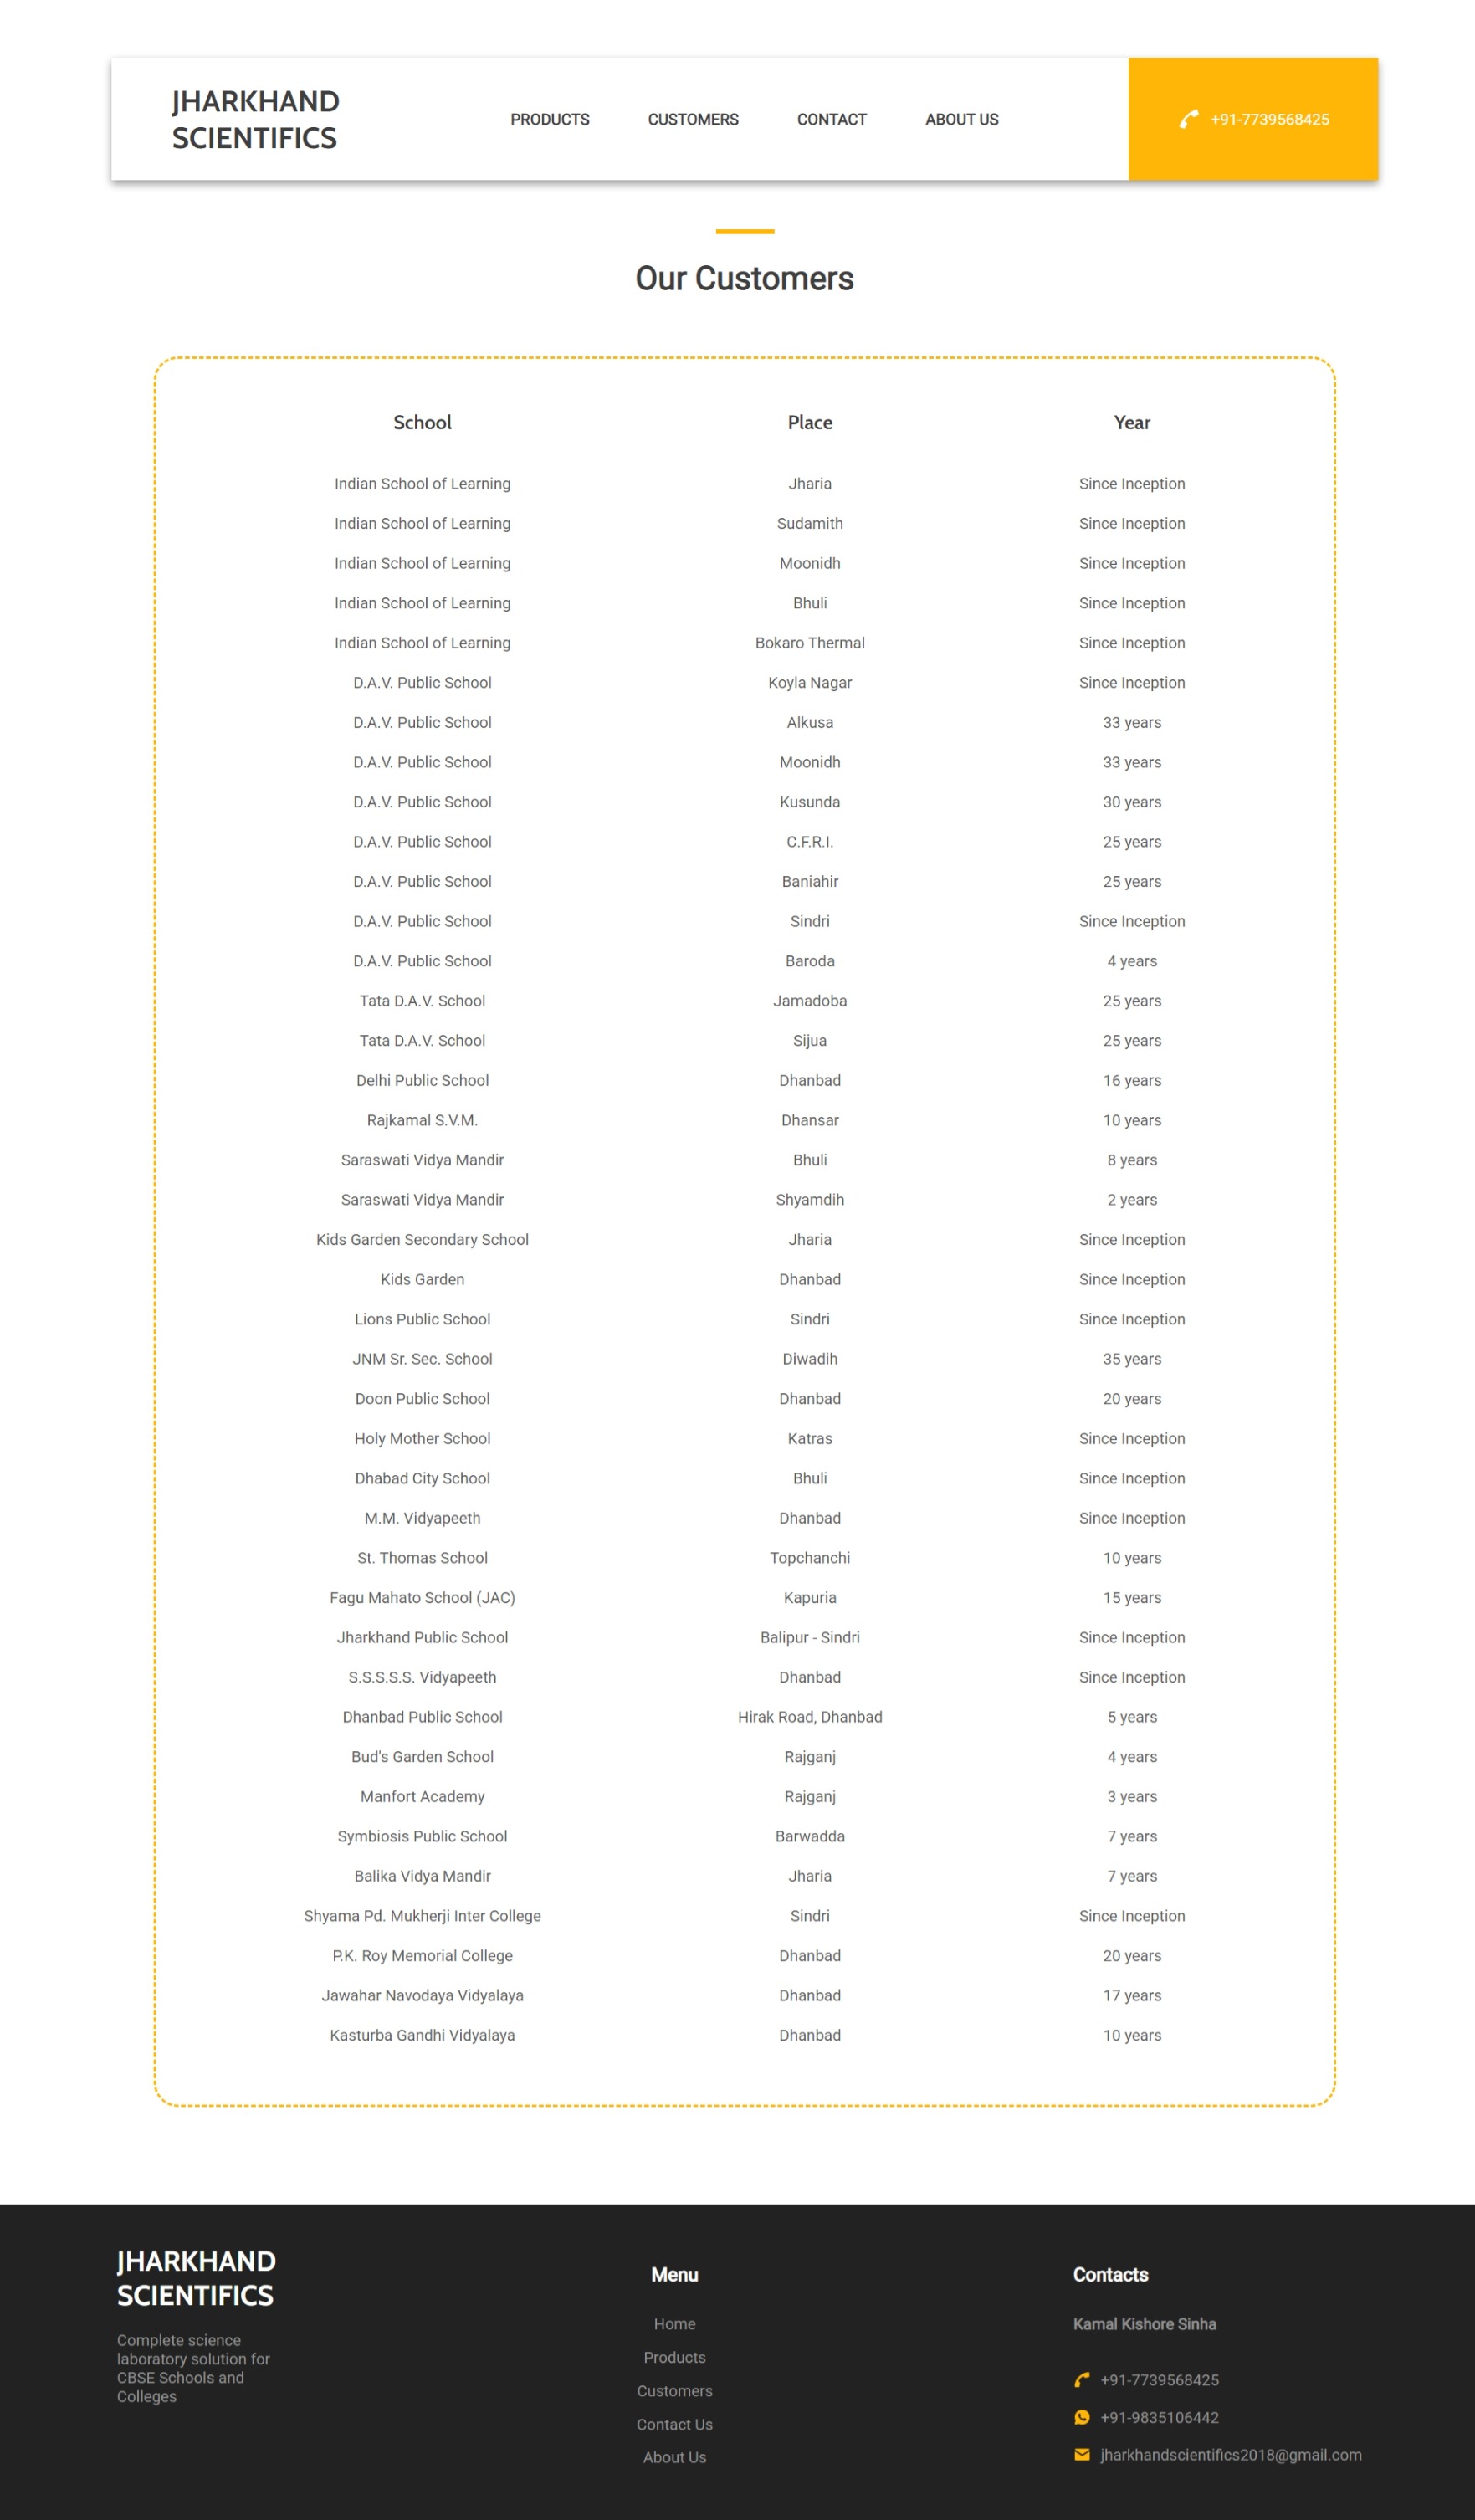 JHARKHAND
SCIENTIFICS
PRODUCTS CUSTOMERS CONTACT ABOUT US
+91-7739568425
Our Customers
School Place Year
Indian School of Learning Jharia Since Inception
Indian School of Learning Sudamith Since Inception
Indian School of Learning Moonidh Since Inception
Indian School of Learning Bhuli Since Inception
Indian School of Learning Bokaro Thermal Since Inception
D.A.V. Public School Koyla Nagar Since Inception
D.A.V. Public School Alkusa 33 years
D.A.V. Public School Moonidh 33 years
D.A.V. Public School Kusunda 30 years
D.A.V. Public School C.F.R.I. 25 years
D.A.V. Public School Baniahir 25 years
D.A.V. Public School Sindri Since Inception
D.A.V. Public School Baroda 4 years
Tata D.A.V. School Jamadoba 25 years
Tata D.A.V. School Sijua 25 years
Delhi Public School Dhanbad 16 years
Rajkamal S.V.M. Dhansar 10 years
Saraswati Vidya Mandir Bhuli 8 years
Saraswati Vidya Mandir Shyamdih 2 years
Kids Garden Secondary School Jharia Since Inception
Kids Garden Dhanbad Since Inception
Lions Public School Sindri Since Inception
JNM Sr. Sec. School Diwadih 35 years
Doon Public School Dhanbad 20 years
Holy Mother School Katras Since Inception
Dhabad City School Bhuli Since Inception
M.M. Vidyapeeth Dhanbad Since Inception
St. Thomas School Topchanchi 10 years
Fagu Mahato School (JAC) Kapuria 15 years
Jharkhand Public School Balipur - Sindri Since Inception
S.S.S.S.S. Vidyapeeth Dhanbad Since Inception
Dhanbad Public School Hirak Road, Dhanbad 5 years
Bud's Garden School Rajganj 4 years
Manfort Academy Rajganj 3 years
Symbiosis Public School Barwadda 7 years
Balika Vidya Mandir Jharia 7 years
Shyama Pd. Mukherji Inter College Sindri Since Inception
P.K. Roy Memorial College Dhanbad 20 years
Jawahar Navodaya Vidyalaya Dhanbad 17 years
Kasturba Gandhi Vidyalaya Dhanbad 10 years
JHARKHAND
SCIENTIFICS
Complete science
laboratory solution for
CBSE Schools and
Colleges
Menu
Home
Products
Customers
Contact Us
About Us
Contacts
Kamal Kishore Sinha
+91-7739568425
+91-9835106442
jharkhandscientifics2018@gmail.com